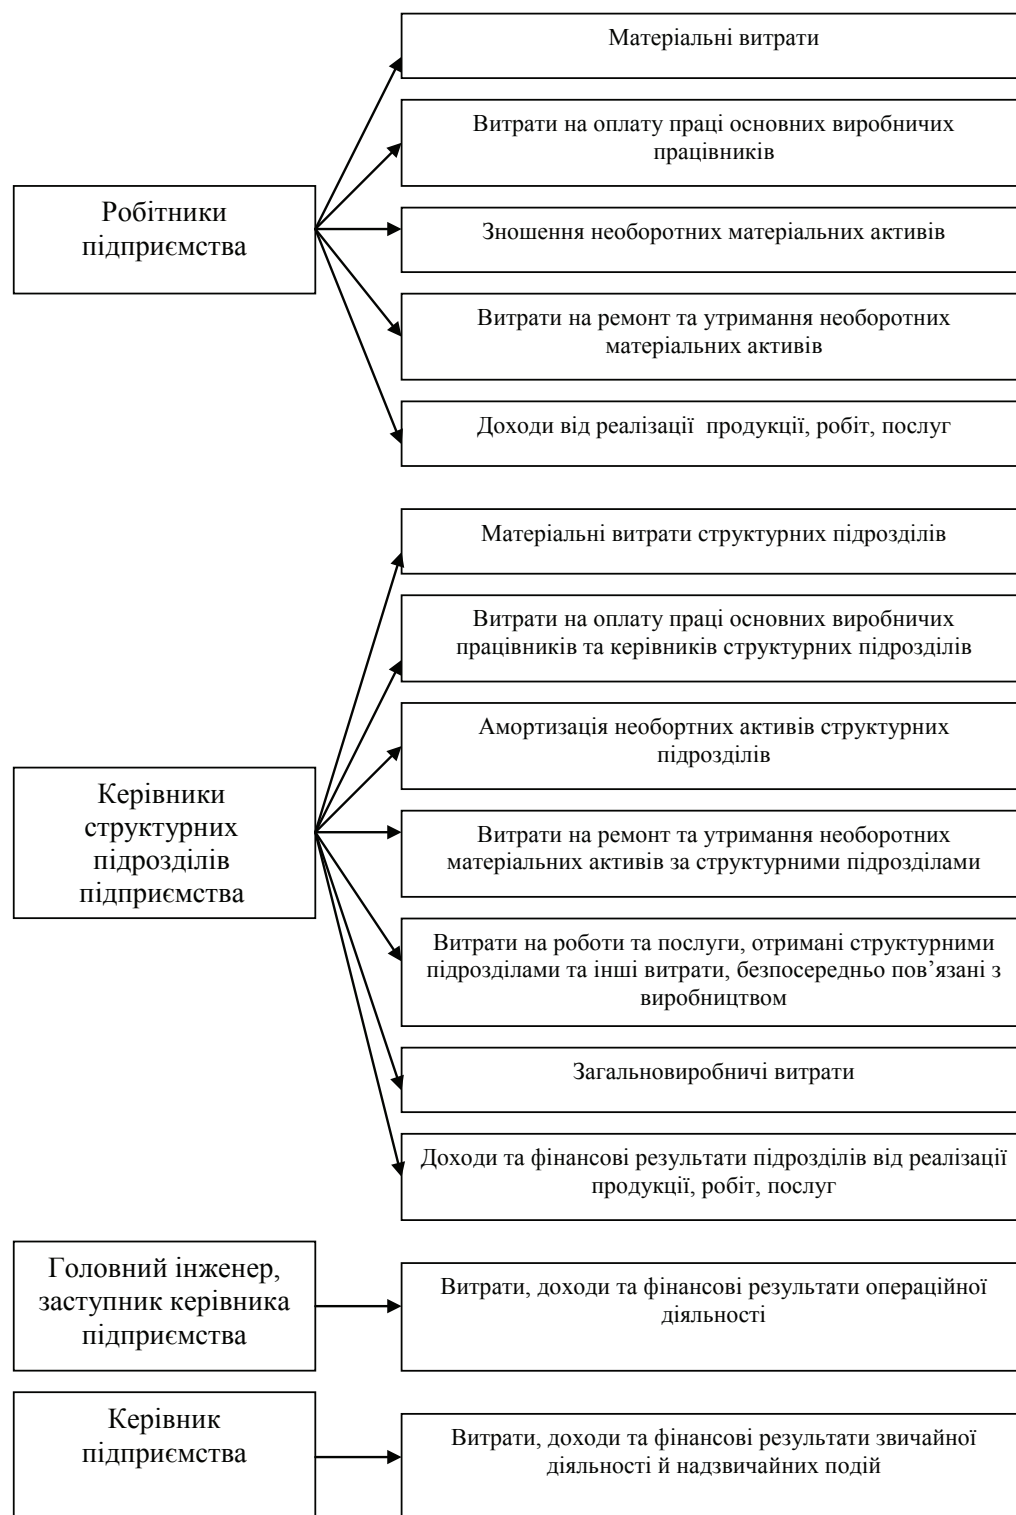 Робітники
підприємства
Матеріальні витрати
Витрати на оплату праці основних виробничих
працівників
Зношення необоротних матеріальних активів
Витрати на ремонт та утримання необоротних
матеріальних активів
Доходи від реалізації продукції, робіт, послуг
Керівники
структурних
підрозділів
підприємства
Матеріальні витрати структурних підрозділів
Витрати на оплату праці основних виробничих
працівників та керівників структурних підрозділів
Амортизація необортних активів структурних
підрозділів
Витрати на ремонт та утримання необоротних
матеріальних активів за структурними підрозділами
Витрати на роботи та послуги, отримані структурними
підрозділами та інші витрати, безпосередньо пов’язані з
виробництвом
Загальновиробничі витрати
Доходи та фінансові результати підрозділів від реалізації
продукції, робіт, послуг
Головний інженер,
заступник керівника
підприємства
Витрати, доходи та фінансові результати операційної
діяльності
Керівник
підприємства
Витрати, доходи та фінансові результати звичайної
діяльності й надзвичайних подій